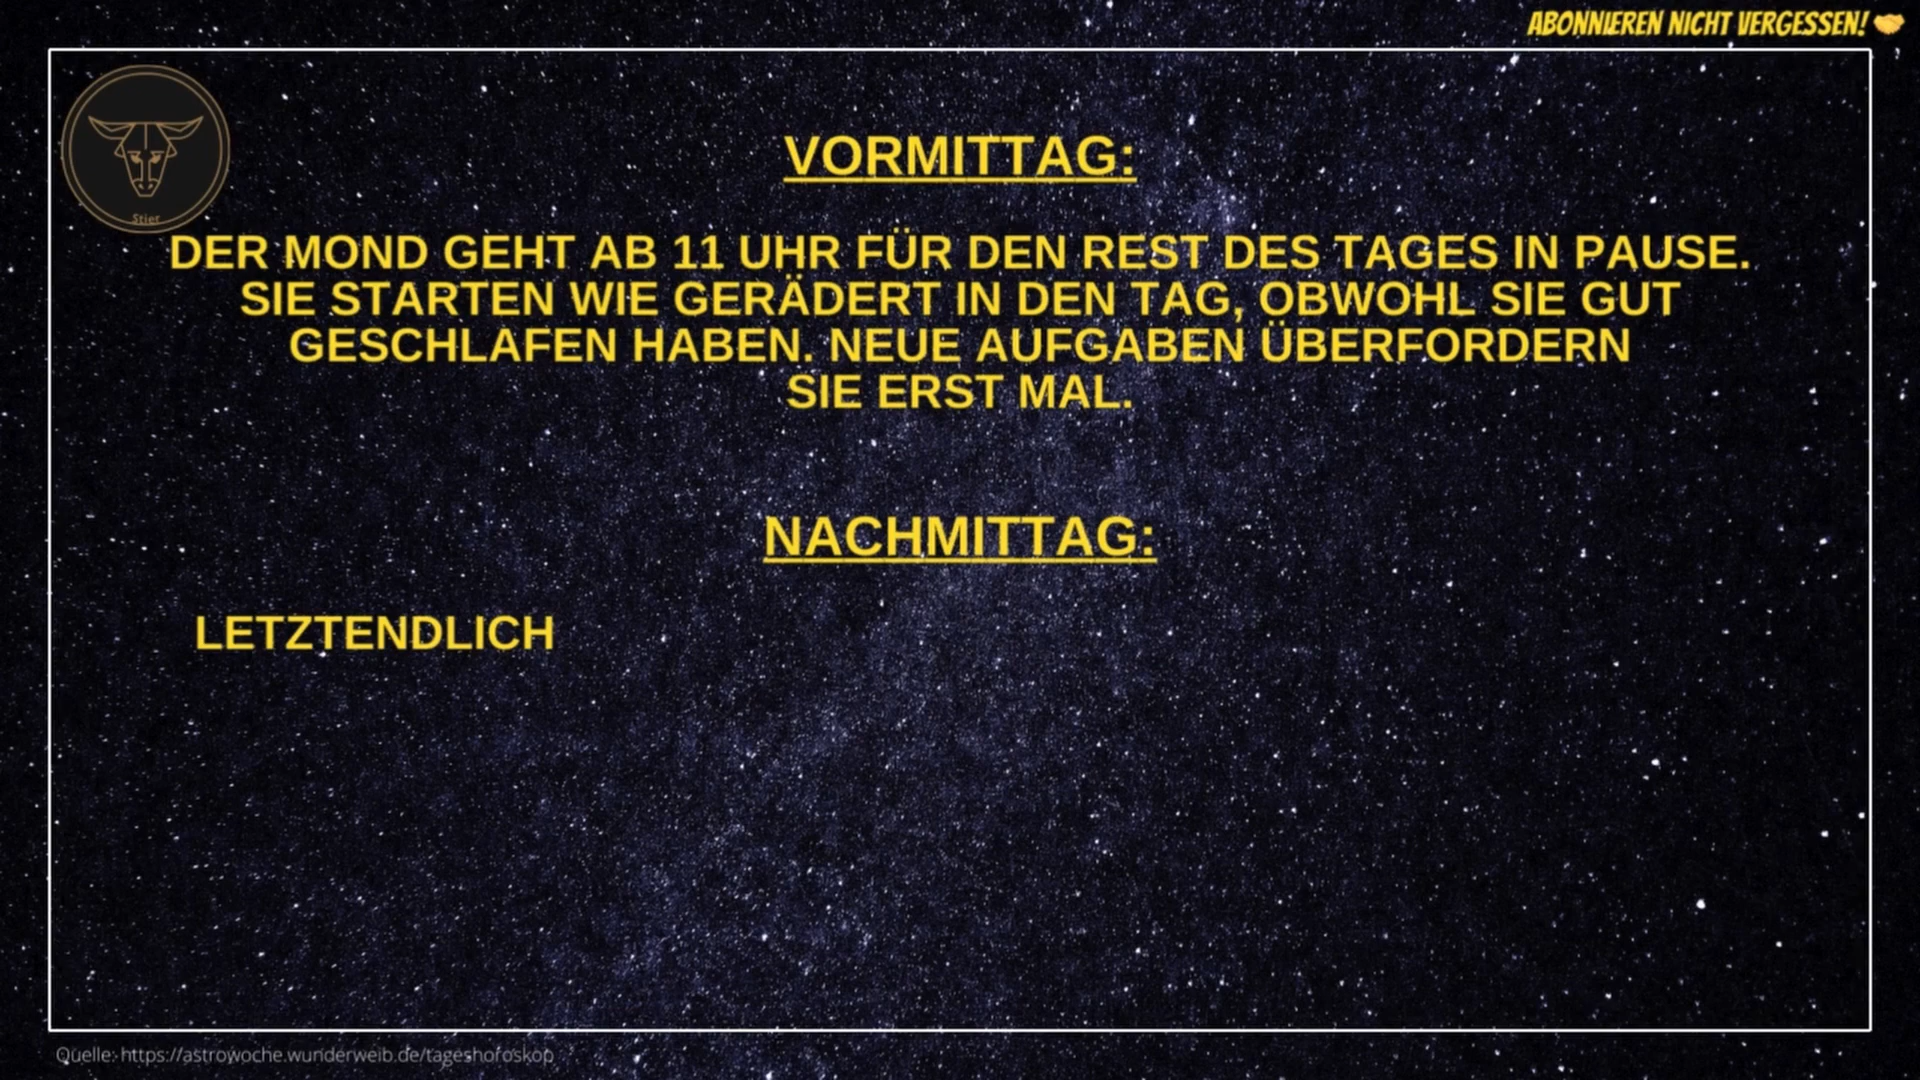 ABONNIEREN NICHT VERGESSEN!
Stier
VORMITTAG:
DER MOND GEHT AB 11 UHR FÜR DEN REST DES TAGES IN PAUSE.
SIE STARTEN WIE GERÄDERT IN DEN TAG, OBWOHL SIE GUT
GESCHLAFEN HABEN. NEUE AUFGABEN ÜBERFORDERN
SIE ERST MAL.
NACHMITTAG:
LETZTENDLICH
Quelle: https://astrowoche.wunderweib.de/tageshoroskop